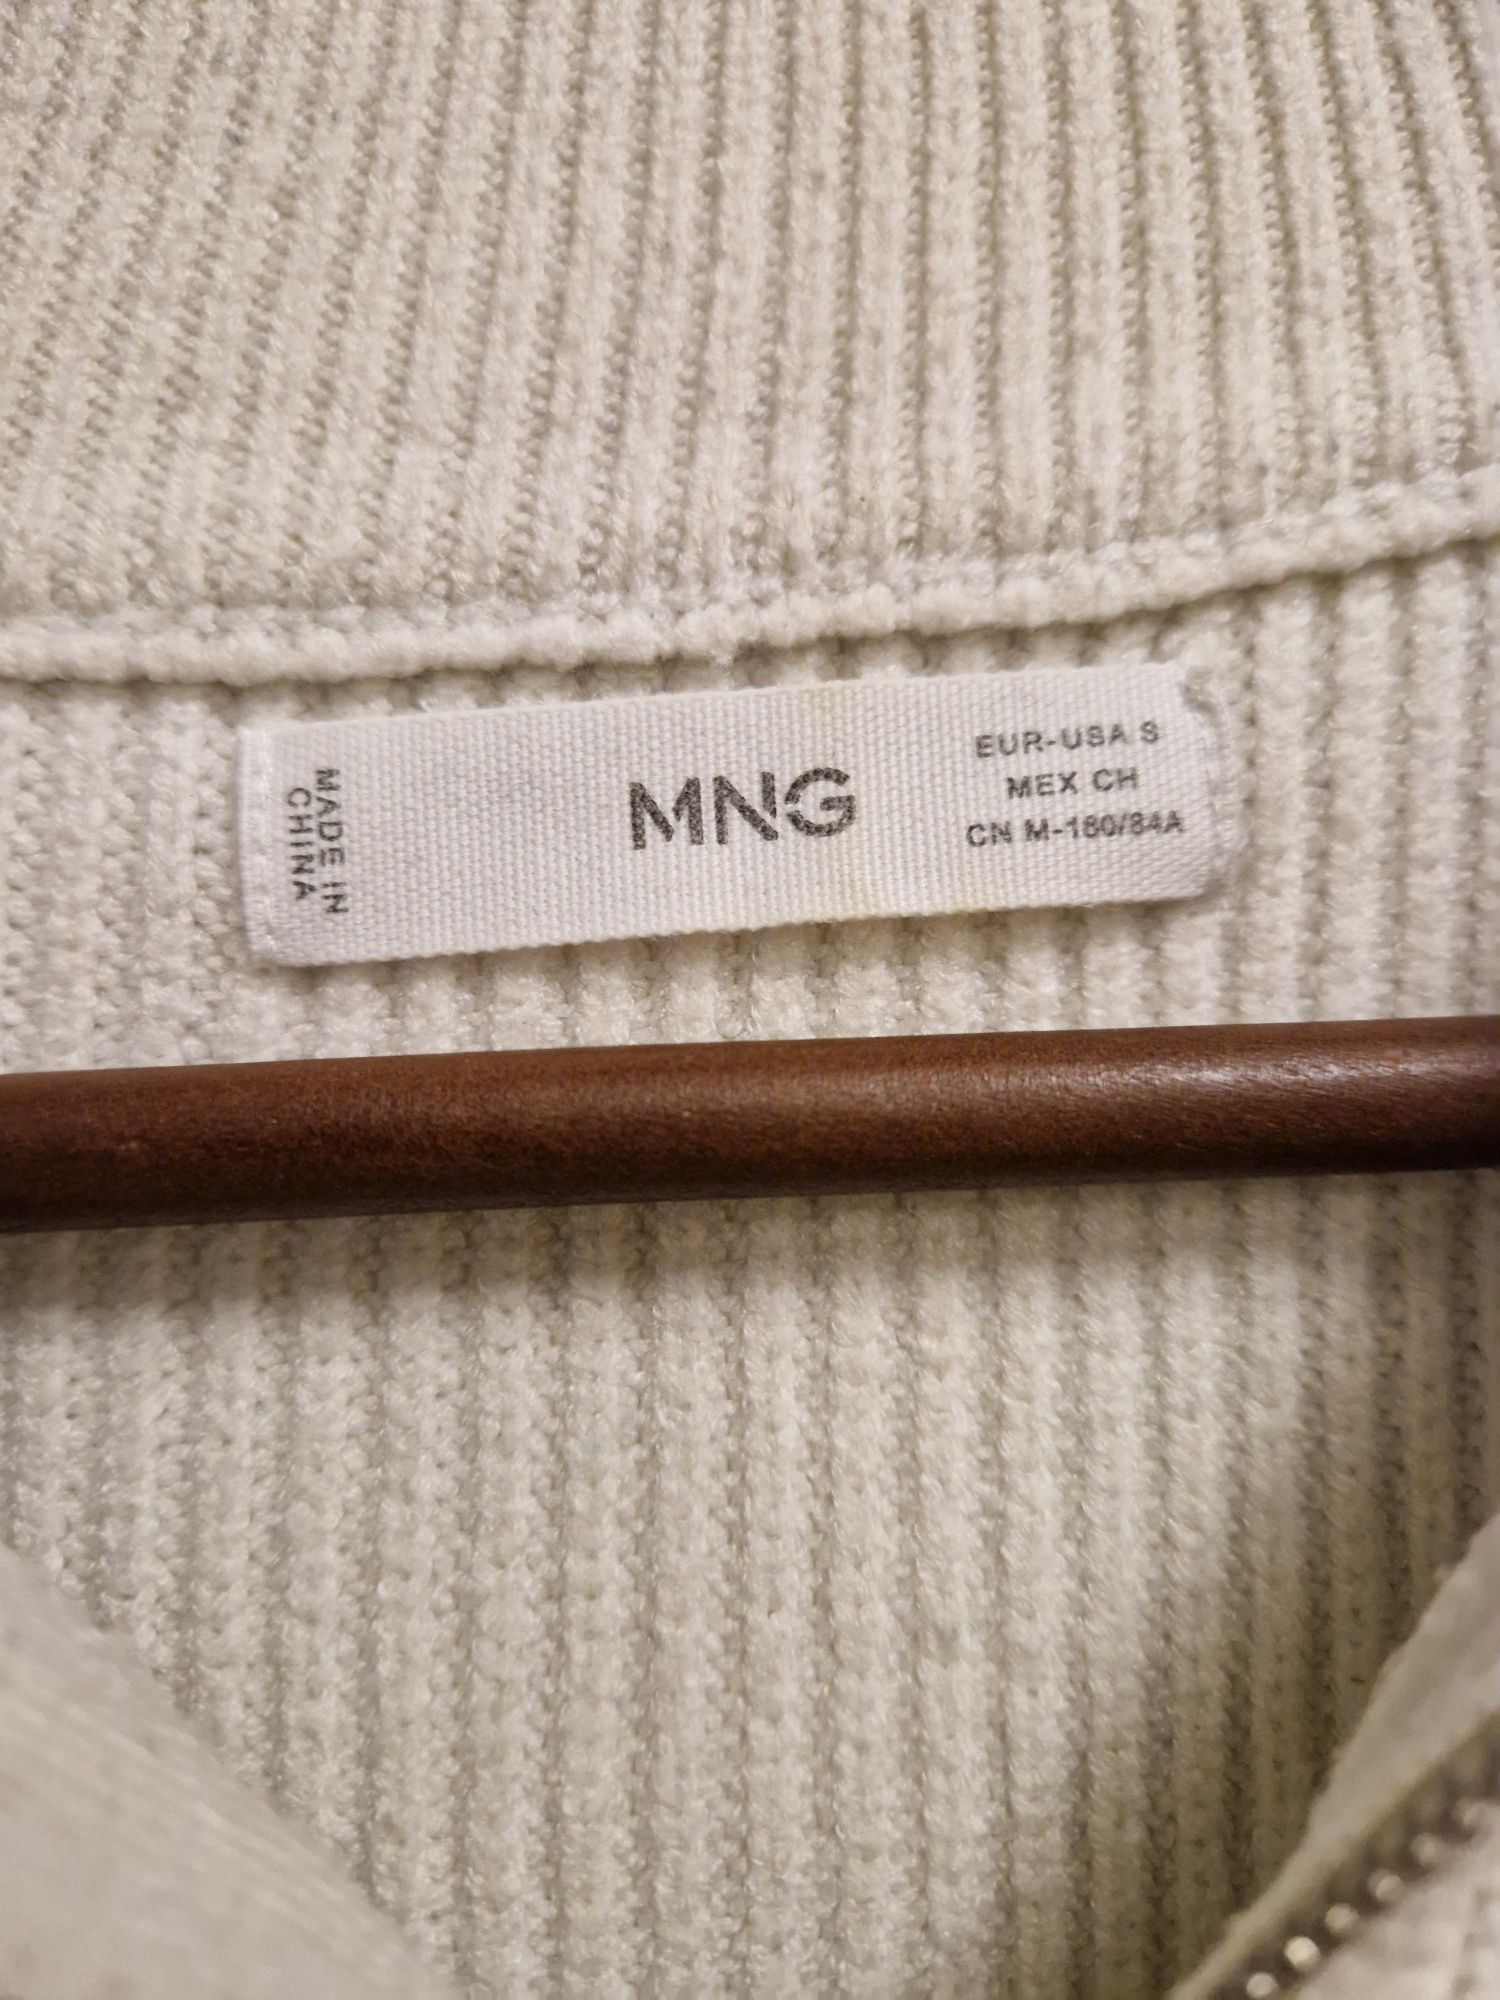 MADE IN
CHINA
MNG
EUR-USA S
MEX CH
CN M-160/84A